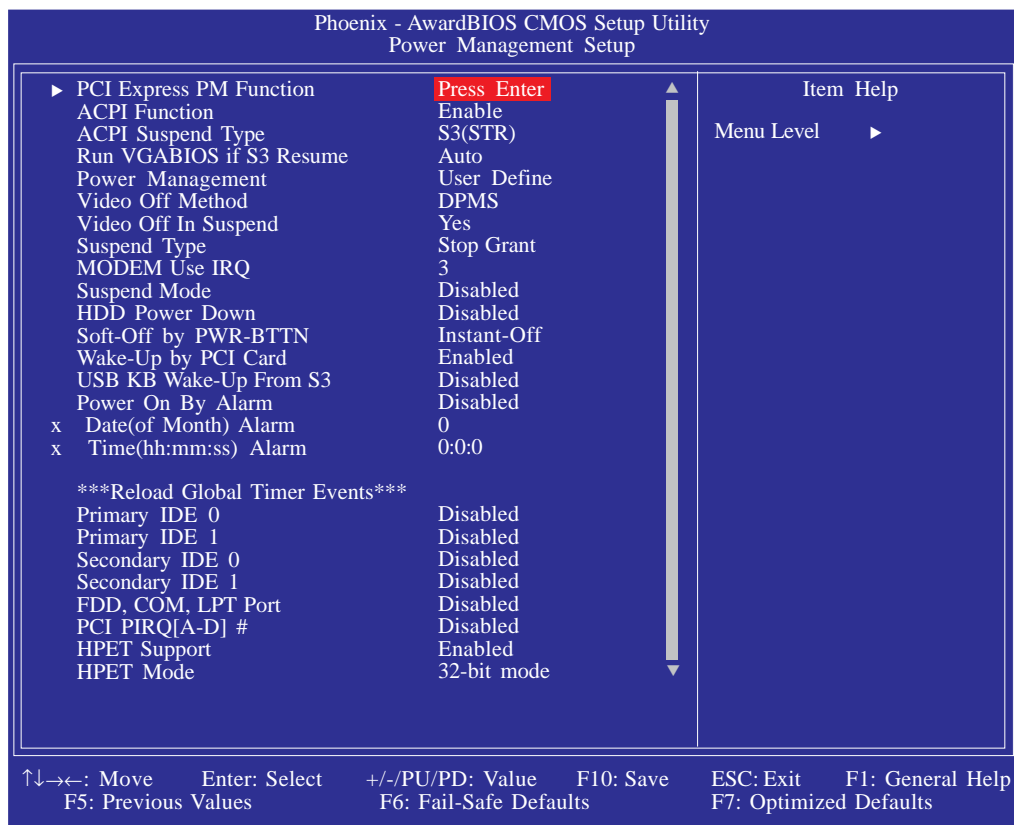 Phoenix - AwardBIOS CMOS Setup Utility
Power Management Setup
▶ PCI Express PM Function Press Enter ▲
ACPI Function Enable
ACPI Suspend Type S3(STR)
Run VGABIOS if S3 Resume Auto
Power Management User Define
Video Off Method DPMS
Video Off In Suspend Yes
Suspend Type Stop Grant
MODEM Use IRQ 3
Suspend Mode Disabled
HDD Power Down Disabled
Soft-Off by PWR-BTTN Instant-Off
Wake-Up by PCI Card Enabled
USB KB Wake-Up From S3 Disabled
Power On By Alarm Disabled
x Date(of Month) Alarm 0
x Time(hh:mm:ss) Alarm 0:0:0
***Reload Global Timer Events***
Primary IDE 0 Disabled
Primary IDE 1 Disabled
Secondary IDE 0 Disabled
Secondary IDE 1 Disabled
FDD, COM, LPT Port Disabled
PCI PIRQ[A-D] # Disabled
HPET Support Enabled
HPET Mode 32-bit mode ▼
Item Help
Menu Level ▶
↑↓→←: Move Enter: Select +/-/PU/PD: Value F10: Save ESC: Exit F1: General Help
F5: Previous Values F6: Fail-Safe Defaults F7: Optimized Defaults